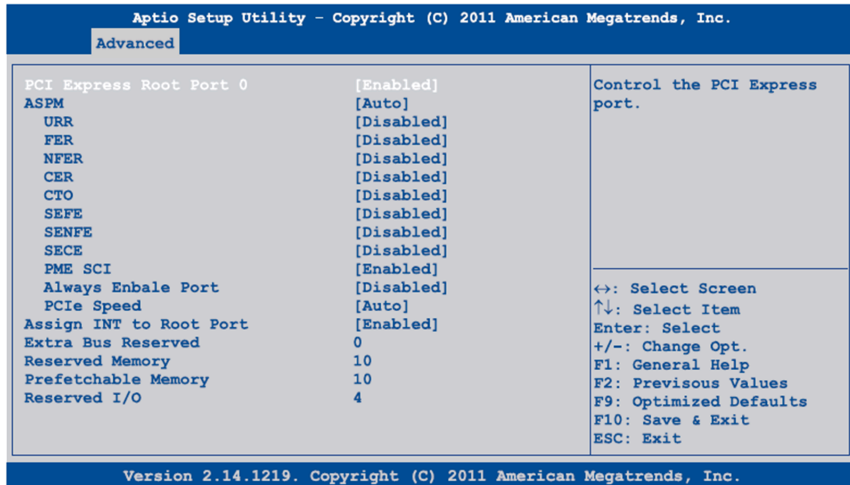 Aptio Setup Utility – Copyright (C) 2011 American Megatrends, Inc.
Advanced
PCI Express Root Port 0 [Enabled]
ASPM [Auto]
URR [Disabled]
FER [Disabled]
NFER [Disabled]
CER [Disabled]
CTO [Disabled]
SEFE [Disabled]
SENFE [Disabled]
SECE [Disabled]
PME SCI [Enabled]
Always Enbale Port [Disabled]
PCIe Speed [Auto]
Assign INT to Root Port [Enabled]
Extra Bus Reserved 0
Reserved Memory 10
Prefetchable Memory 10
Reserved I/O 4
Control the PCI Express
port.
↔: Select Screen
↑↓: Select Item
Enter: Select
+/-: Change Opt.
F1: General Help
F2: Previsous Values
F9: Optimized Defaults
F10: Save & Exit
ESC: Exit
Version 2.14.1219. Copyright (C) 2011 American Megatrends, Inc.